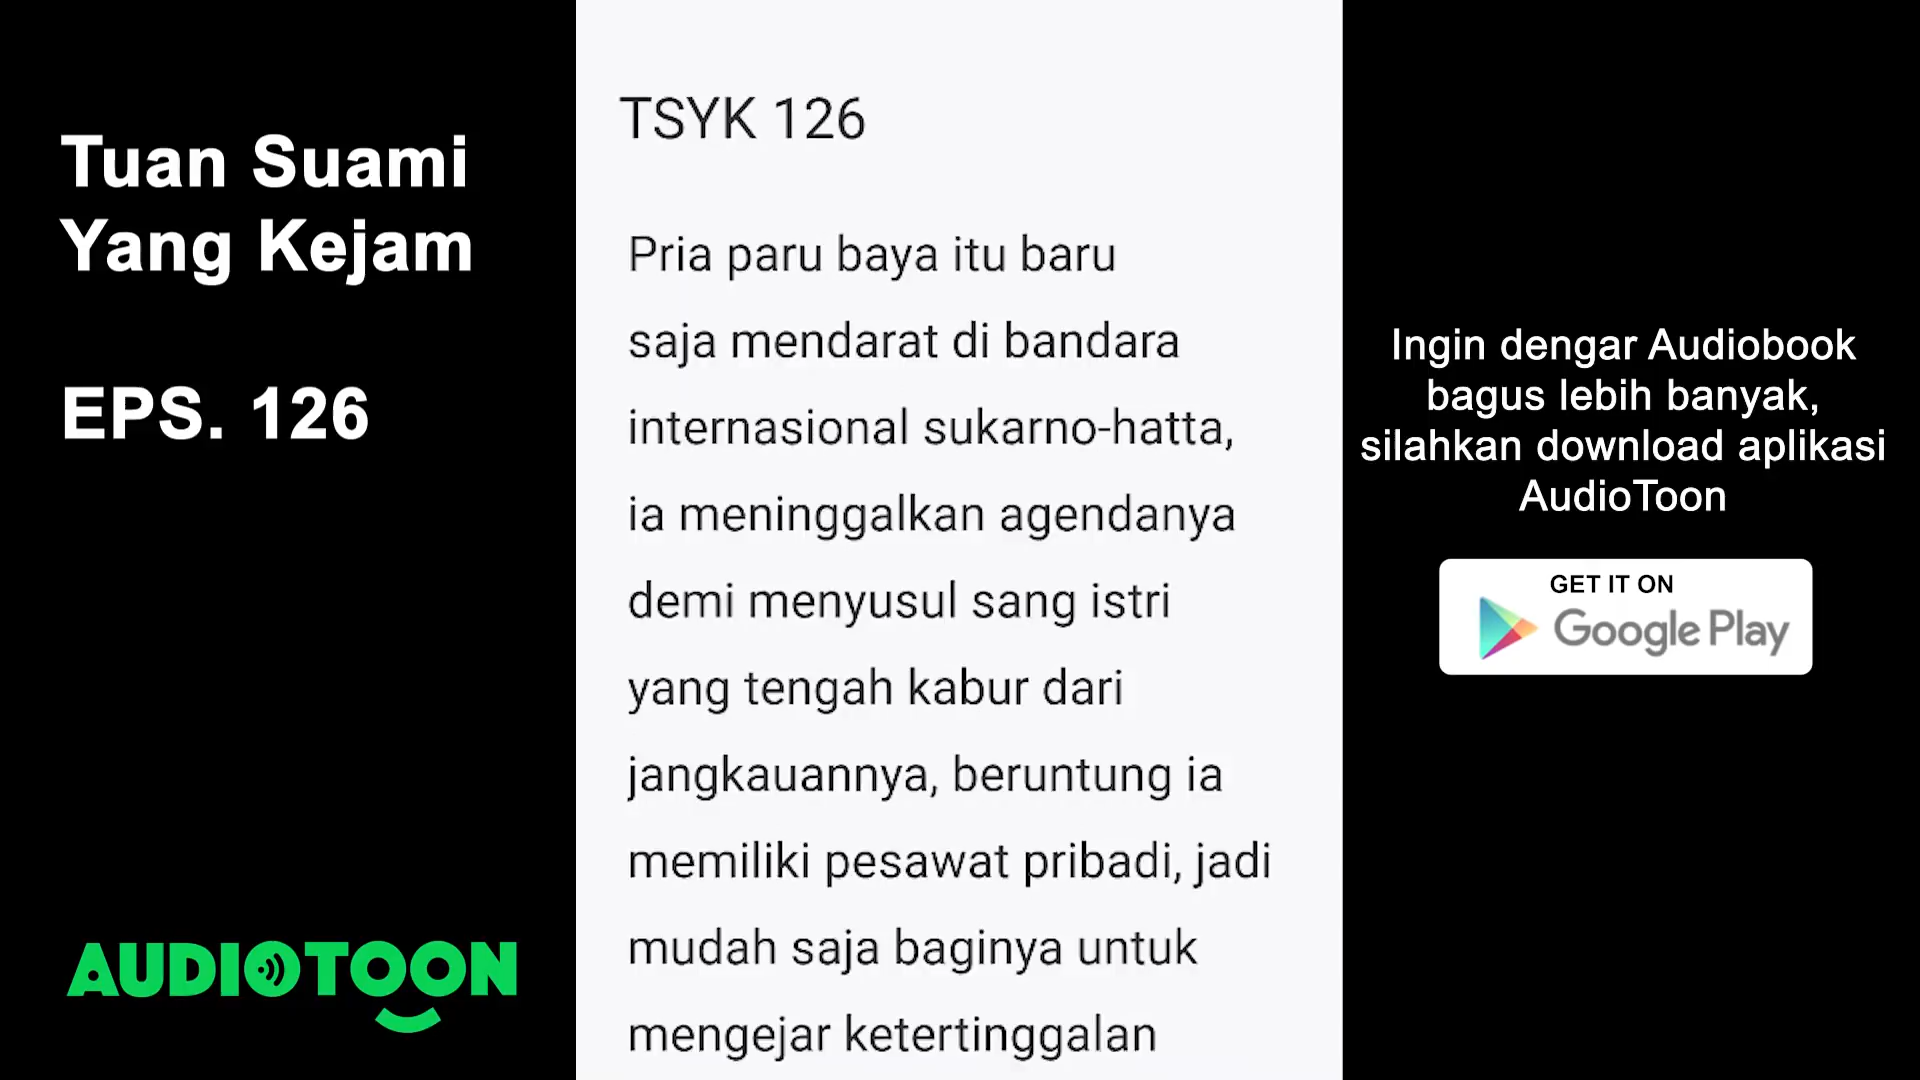 Tuan Suami
Yang Kejam
EPS. 126
AUDIOTOON
TSYK 126
Pria paru baya itu baru
saja mendarat di bandara
internasional sukarno-hatta,
ia meninggalkan agendanya
demi menyusul sang istri
yang tengah kabur dari
jangkauannya, beruntung ia
memiliki pesawat pribadi, jadi
mudah saja baginya untuk
mengejar ketertinggalan
Ingin dengar Audiobook
bagus lebih banyak,
silahkan download aplikasi
AudioToon
GET IT ON
Google Play